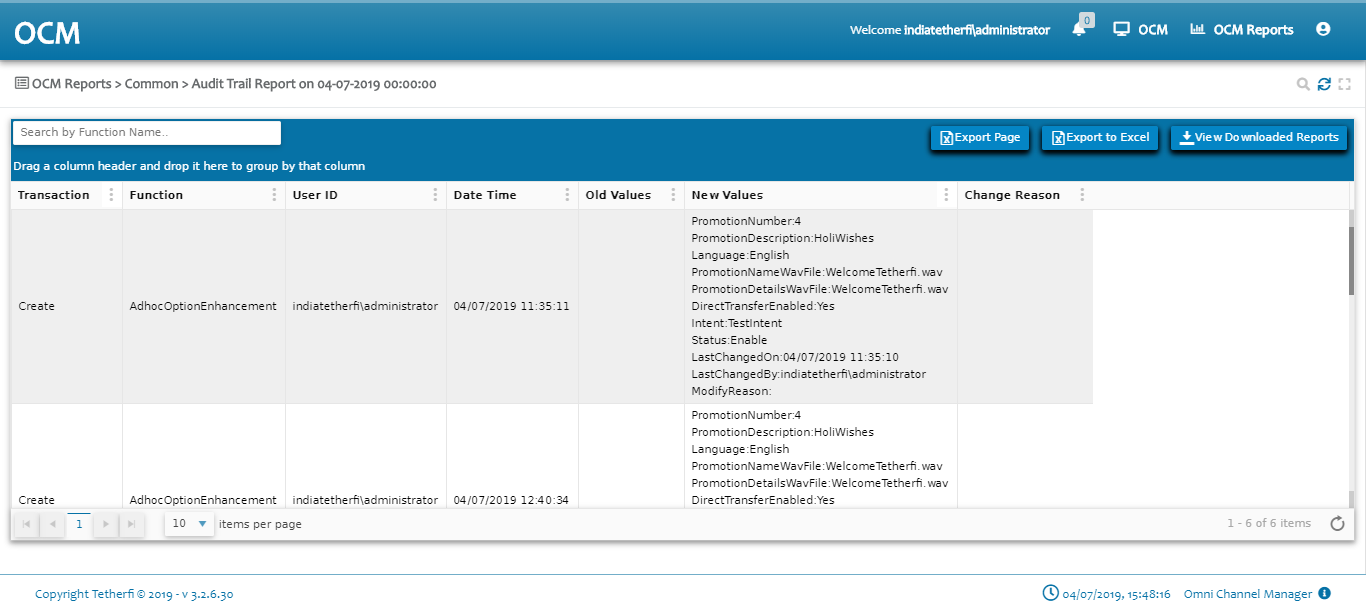 OCM
Welcome indiatetherfi\administrator
0
OCM
OCM Reports
OCM Reports > Common > Audit Trail Report on 04-07-2019 00:00:00
Search by Function Name..
Export Page
Export to Excel
View Downloaded Reports
Drag a column header and drop it here to group by that column
Transaction Function User ID Date Time Old Values New Values Change Reason
PromotionNumber:4
PromotionDescription:HoliWishes
Language:English
PromotionNameWavFile:WelcomeTetherfi.wav
PromotionDetailsWavFile:WelcomeTetherfi.wav
Create AdhocOptionEnhancement indiatetherfi\administrator 04/07/2019 11:35:11 DirectTransferEnabled:Yes
Intent:TestIntent
Status:Enable
LastChangedOn:04/07/2019 11:35:10
LastChangedBy:indiatetherfi\administrator
ModifyReason:
PromotionNumber:4
PromotionDescription:HoliWishes
Language:English
PromotionNameWavFile:WelcomeTetherfi.wav
PromotionDetailsWavFile:WelcomeTetherfi.wav
Create AdhocOptionEnhancement indiatetherfi\administrator 04/07/2019 12:40:34 DirectTransferEnabled:Yes
1
10
items per page
1 - 6 of 6 items
Copyright Tetherfi © 2019 - v 3.2.6.30
04/07/2019, 15:48:16
Omni Channel Manager